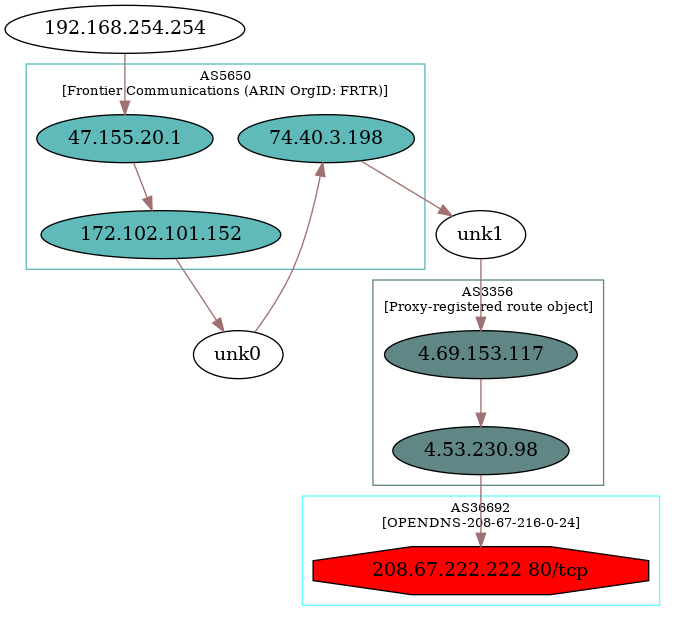 192.168.254.254
AS5650
[Frontier Communications (ARIN OrgID: FRTR)]
47.155.20.1
74.40.3.198
172.102.101.152
unk1
AS3356
[Proxy-registered route object]
unk0
4.69.153.117
4.53.230.98
AS36692
[OPENDNS-208-67-216-0-24]
208.67.222.222 80/tcp